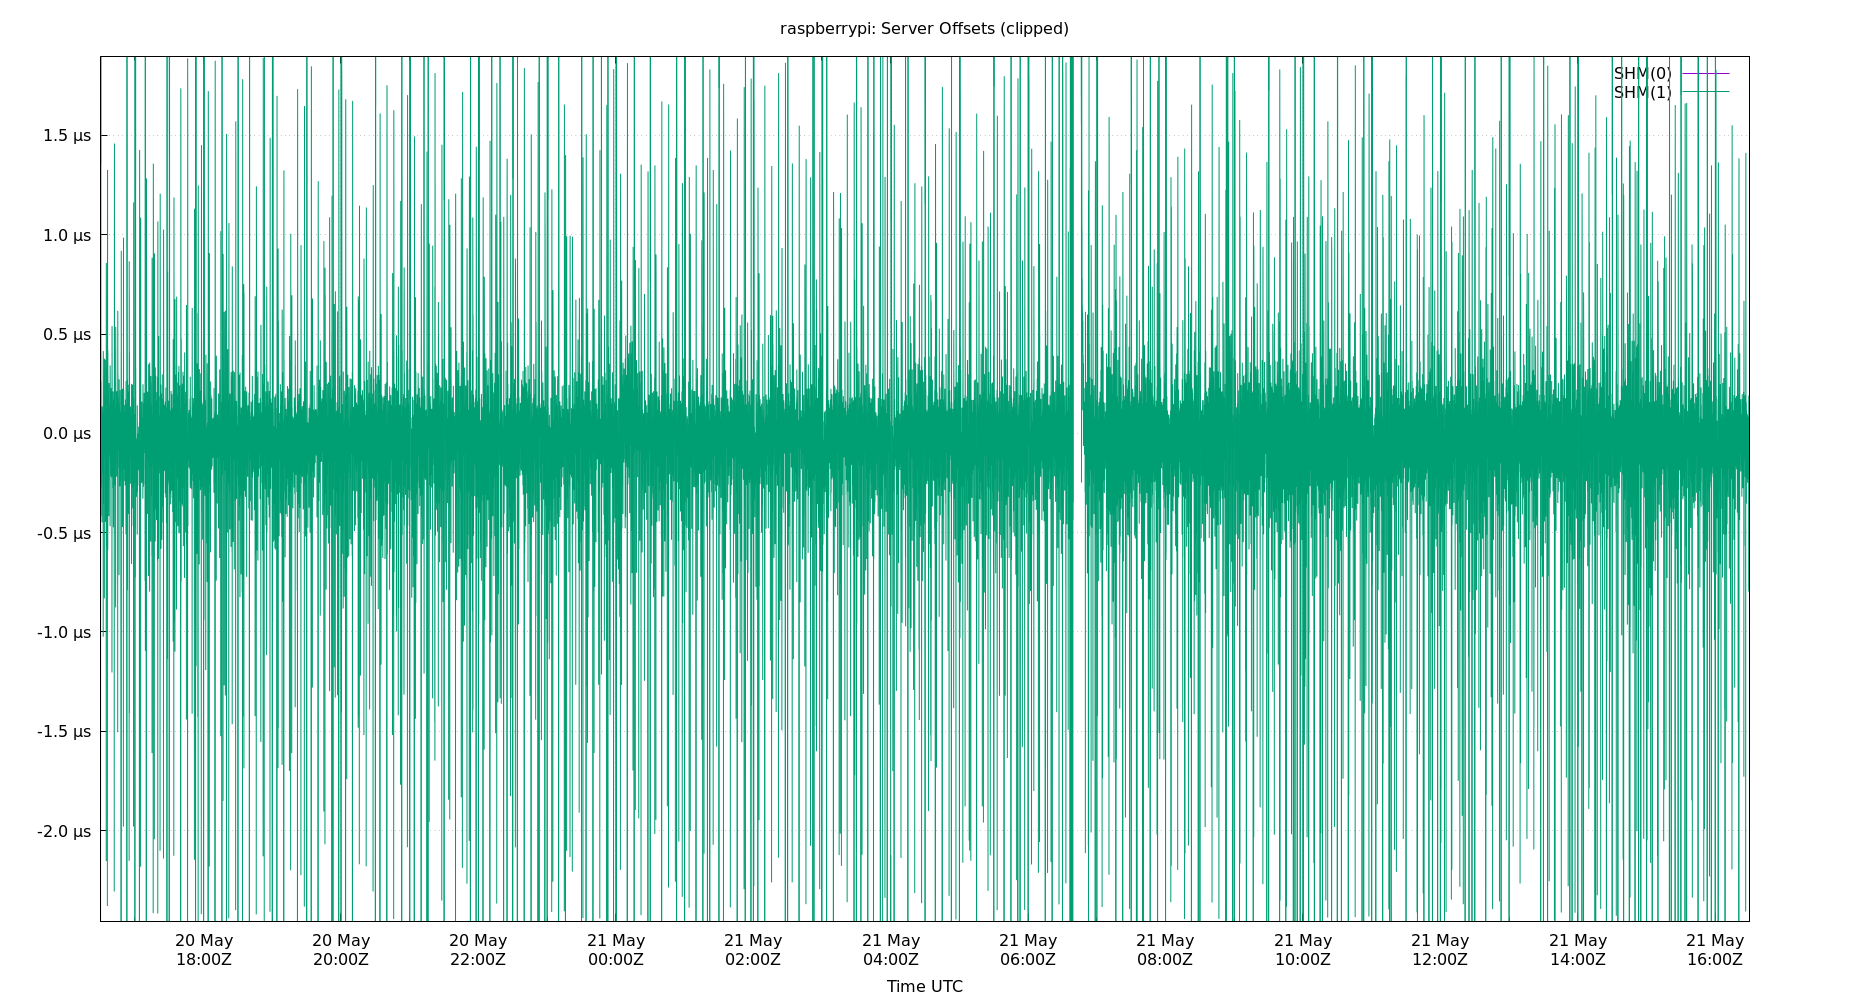 raspberrypi: Server Offsets (clipped)
SHM(0)
SHM(1)
1.5 µs
1.0 µs
0.5 µs
0.0 µs
-0.5 µs
-1.0 µs
-1.5 µs
-2.0 µs
20 May 20 May 20 May 21 May 21 May 21 May 21 May 21 May 21 May 21 May 21 May 21 May
18:00Z 20:00Z 22:00Z 00:00Z 02:00Z 04:00Z 06:00Z 08:00Z 10:00Z 12:00Z 14:00Z 16:00Z
Time UTC